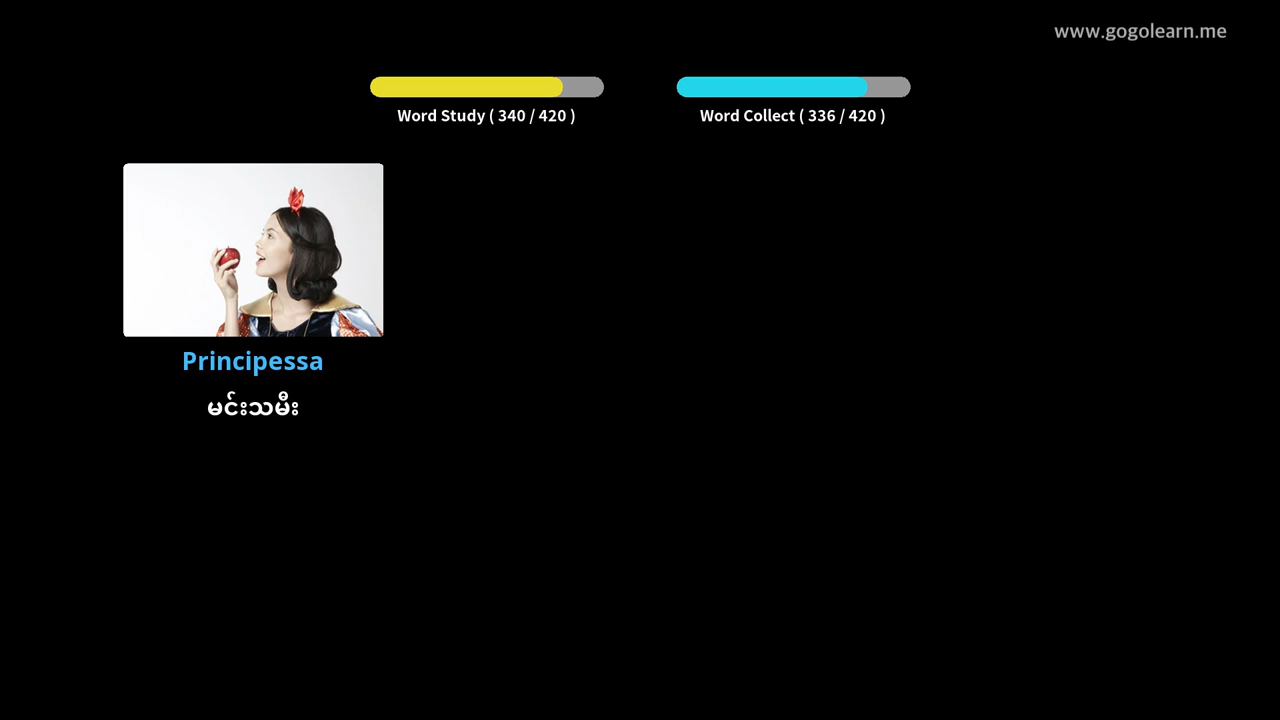 www.gogolearn.me
Word Study ( 340 / 420 )
Word Collect ( 336 / 420 )
Principessa
မင်းသမီး